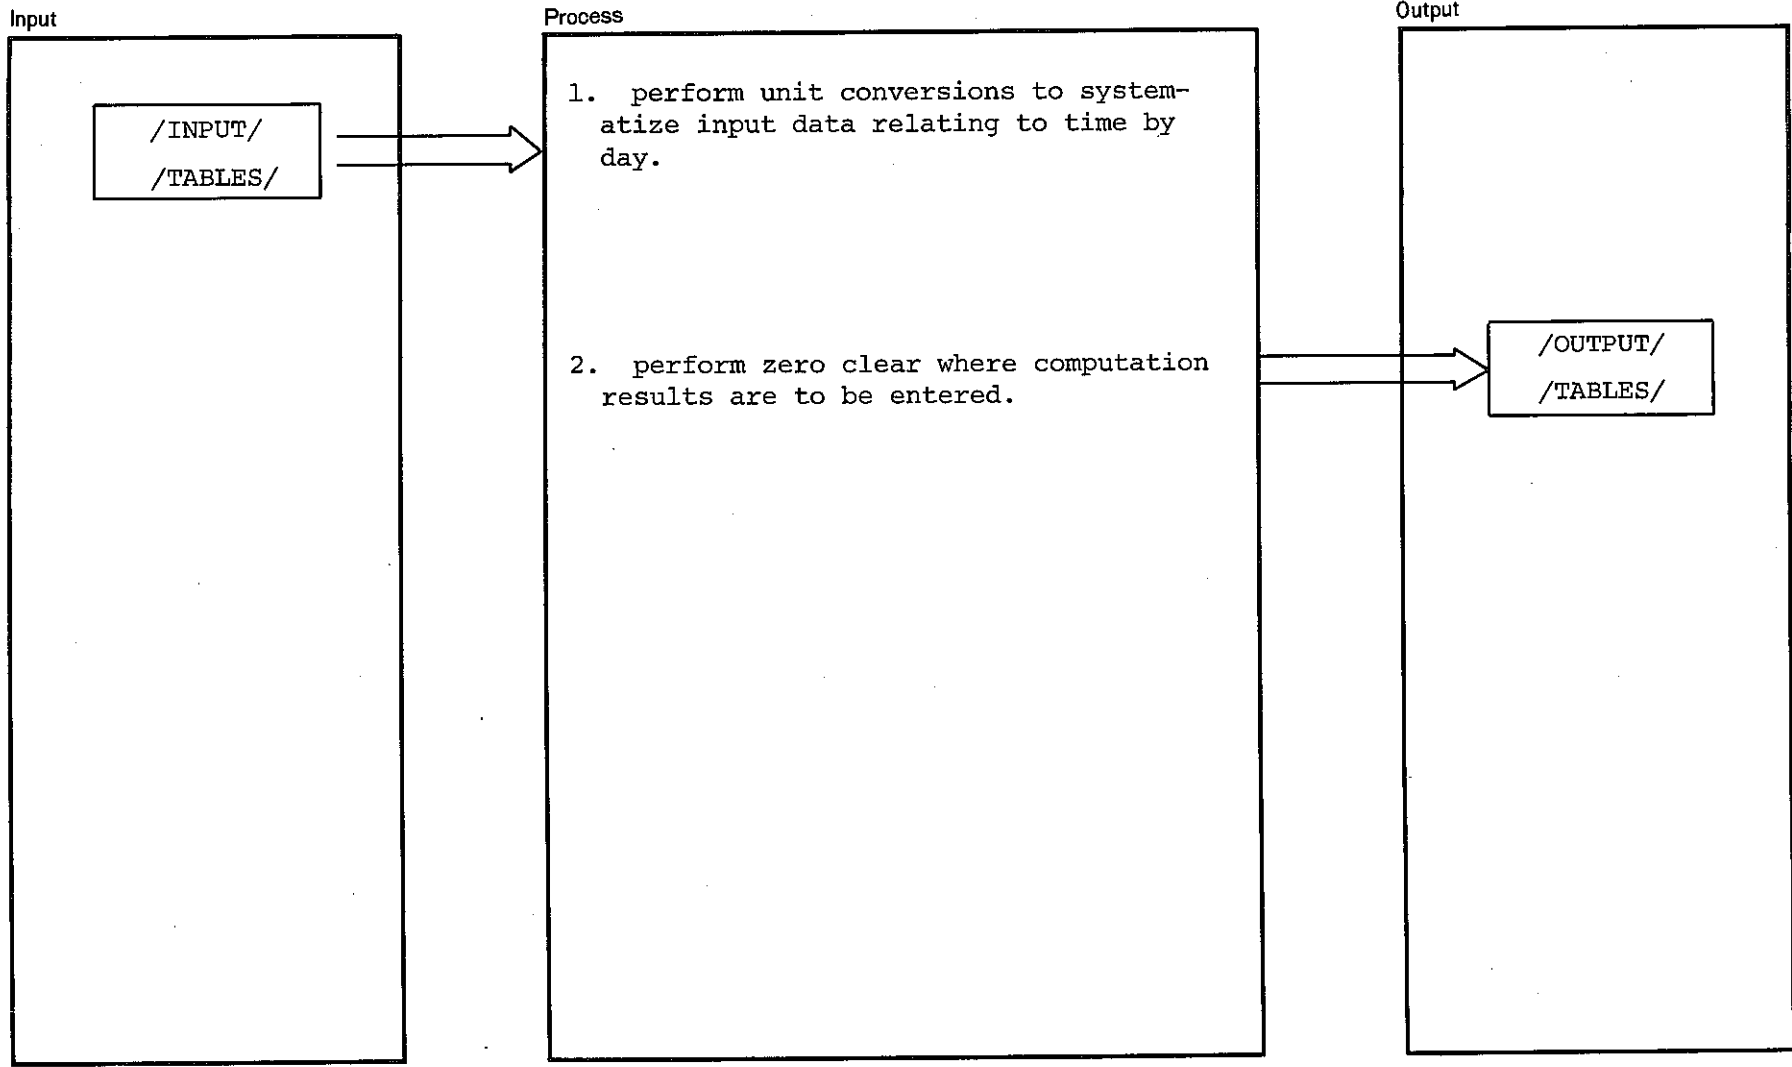 Input
/INPUT/
/TABLES/
Process
1. perform unit conversions to system-
atize input data relating to time by
day.
2. perform zero clear where computation
results are to be entered.
Output
/OUTPUT/
/TABLES/